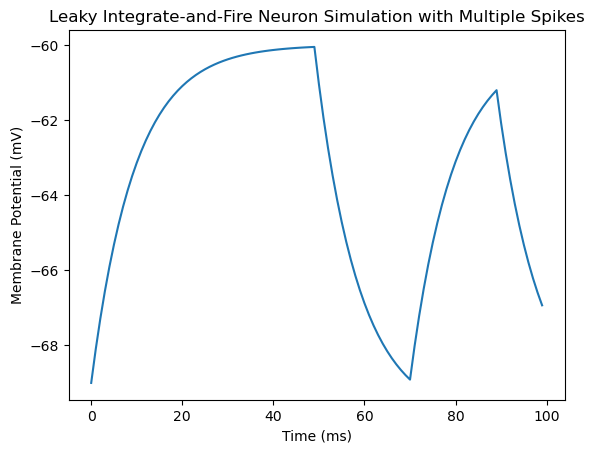 Leaky Integrate-and-Fire Neuron Simulation with Multiple Spikes
−60
−62
−64
−66
−68
Membrane Potential (mV)
0 20 40 60 80 100
Time (ms)